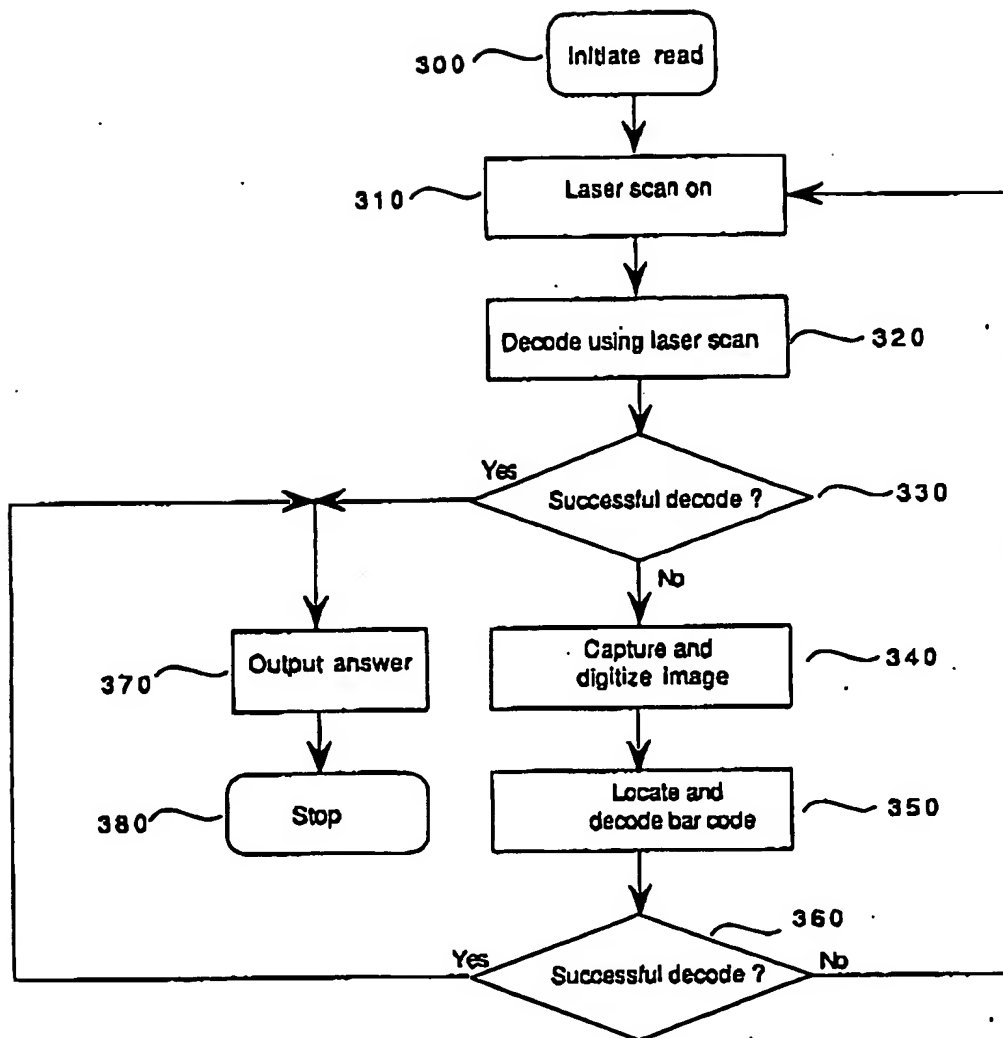 300
Initiate read
310
Laser scan on
Decode using laser scan
320
Yes
Successful decode ?
330
No
370
Output answer
Capture and
digitize image
340
380
Stop
Locate and
decode bar code
350
360
Yes
Successful decode ?
No